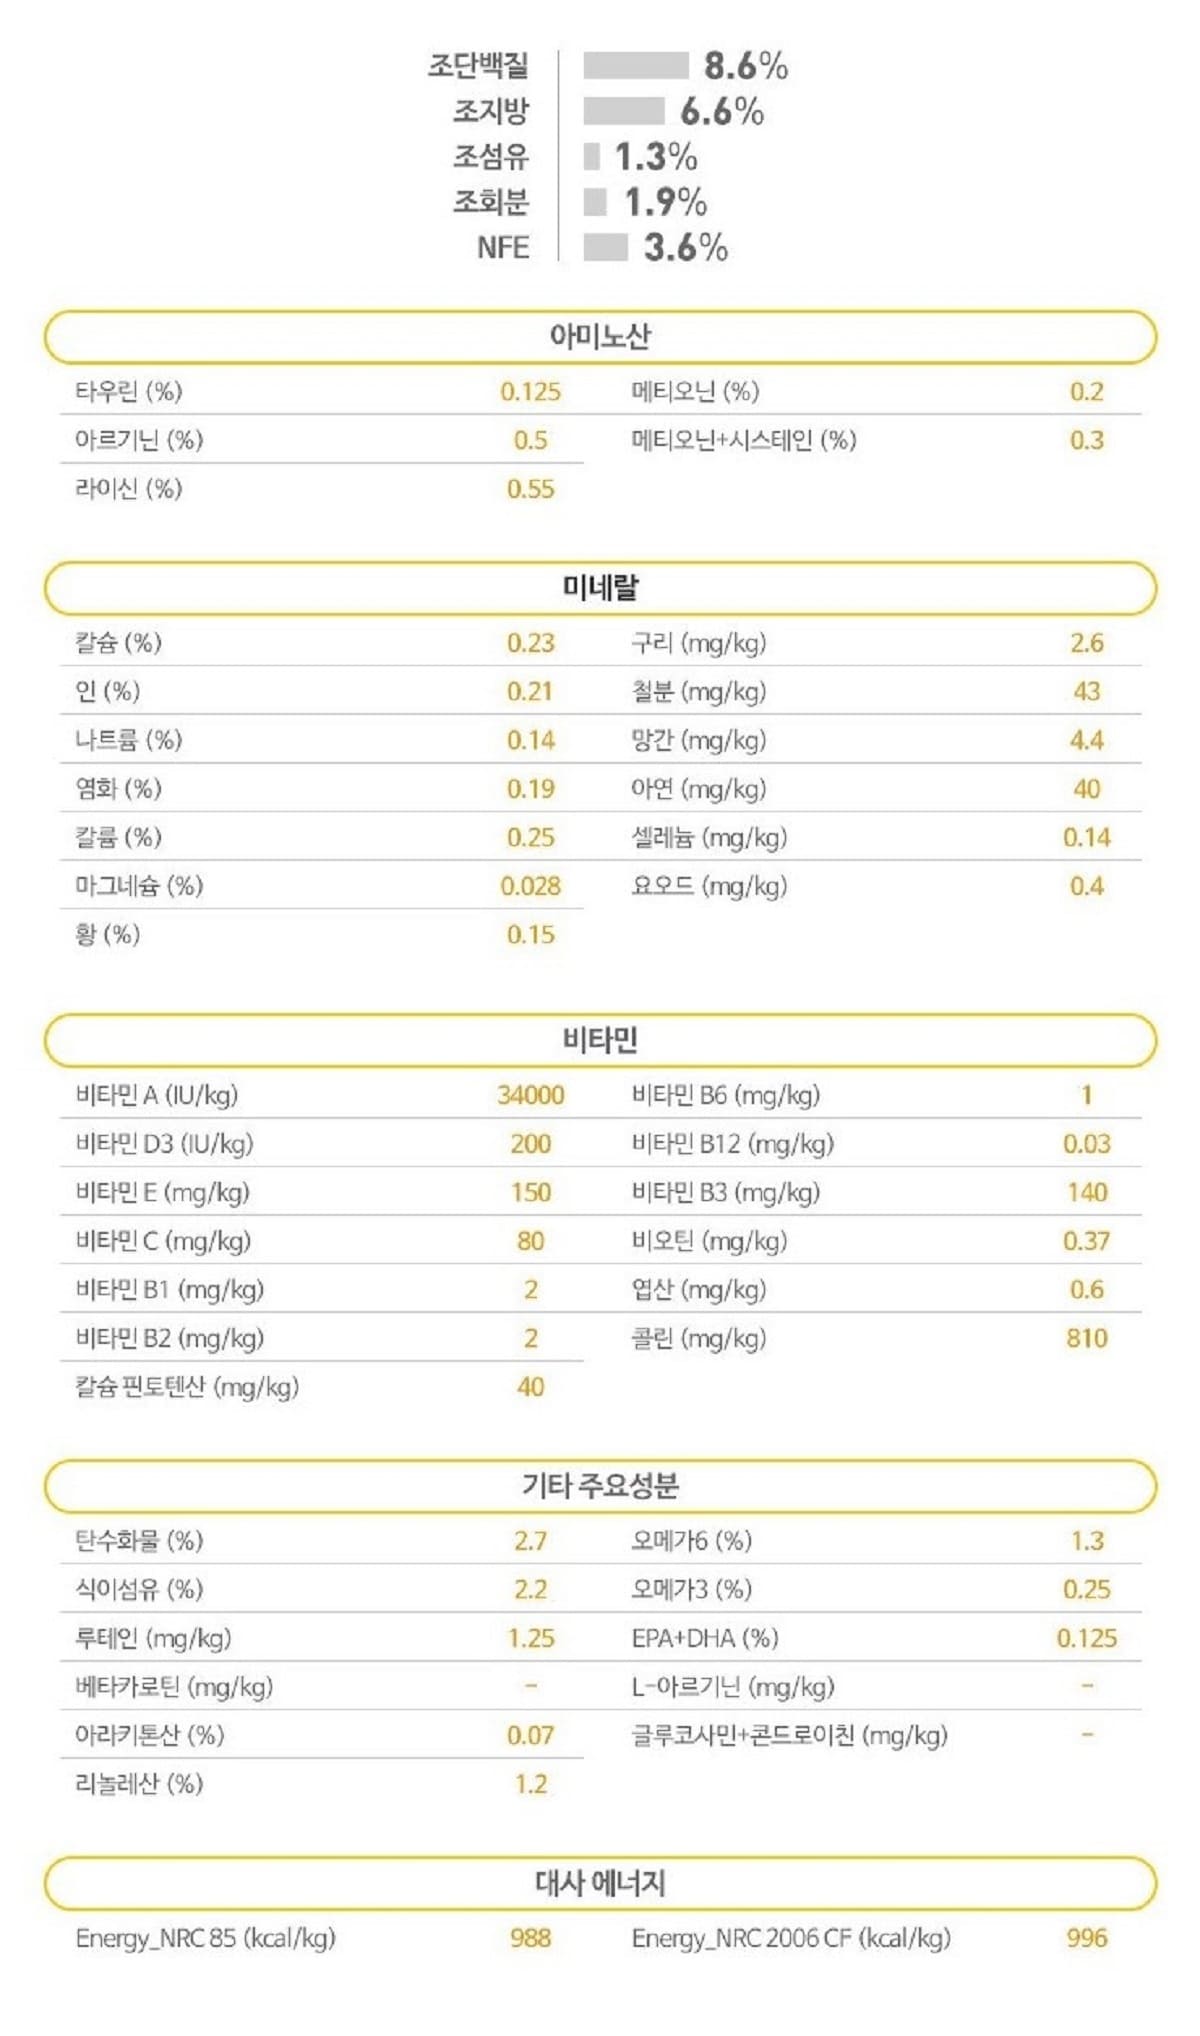 조단백질 8.6%
조지방 6.6%
조섬유 1.3%
조회분 1.9%
NFE 3.6%
아미노산
타우린 (%) 0.125 메티오닌 (%) 0.2
아르기닌 (%) 0.5 메티오닌+시스테인 (%) 0.3
라이신 (%) 0.55
미네랄
칼슘 (%) 0.23 구리 (mg/kg) 2.6
인 (%) 0.21 철분 (mg/kg) 43
나트륨 (%) 0.14 망간 (mg/kg) 4.4
염화 (%) 0.19 아연 (mg/kg) 40
칼륨 (%) 0.25 셀레늄 (mg/kg) 0.14
마그네슘 (%) 0.028 요오드 (mg/kg) 0.4
황 (%) 0.15
비타민
비타민 A (IU/kg) 34000 비타민 B6 (mg/kg) 1
비타민 D3 (IU/kg) 200 비타민 B12 (mg/kg) 0.03
비타민 E (mg/kg) 150 비타민 B3 (mg/kg) 140
비타민 C (mg/kg) 80 비오틴 (mg/kg) 0.37
비타민 B1 (mg/kg) 2 엽산 (mg/kg) 0.6
비타민 B2 (mg/kg) 2 콜린 (mg/kg) 810
칼슘 핀토텐산 (mg/kg) 40
기타 주요성분
탄수화물 (%) 2.7 오메가6 (%) 1.3
식이섬유 (%) 2.2 오메가3 (%) 0.25
루테인 (mg/kg) 1.25 EPA+DHA (%) 0.125
베타카로틴 (mg/kg) - L-아르기닌 (mg/kg) -
아라키톤산 (%) 0.07 글루코사민+콘드로이친 (mg/kg) -
리놀레산 (%) 1.2
대사 에너지
Energy_NRC 85 (kcal/kg) 988 Energy_NRC 2006 CF (kcal/kg) 996